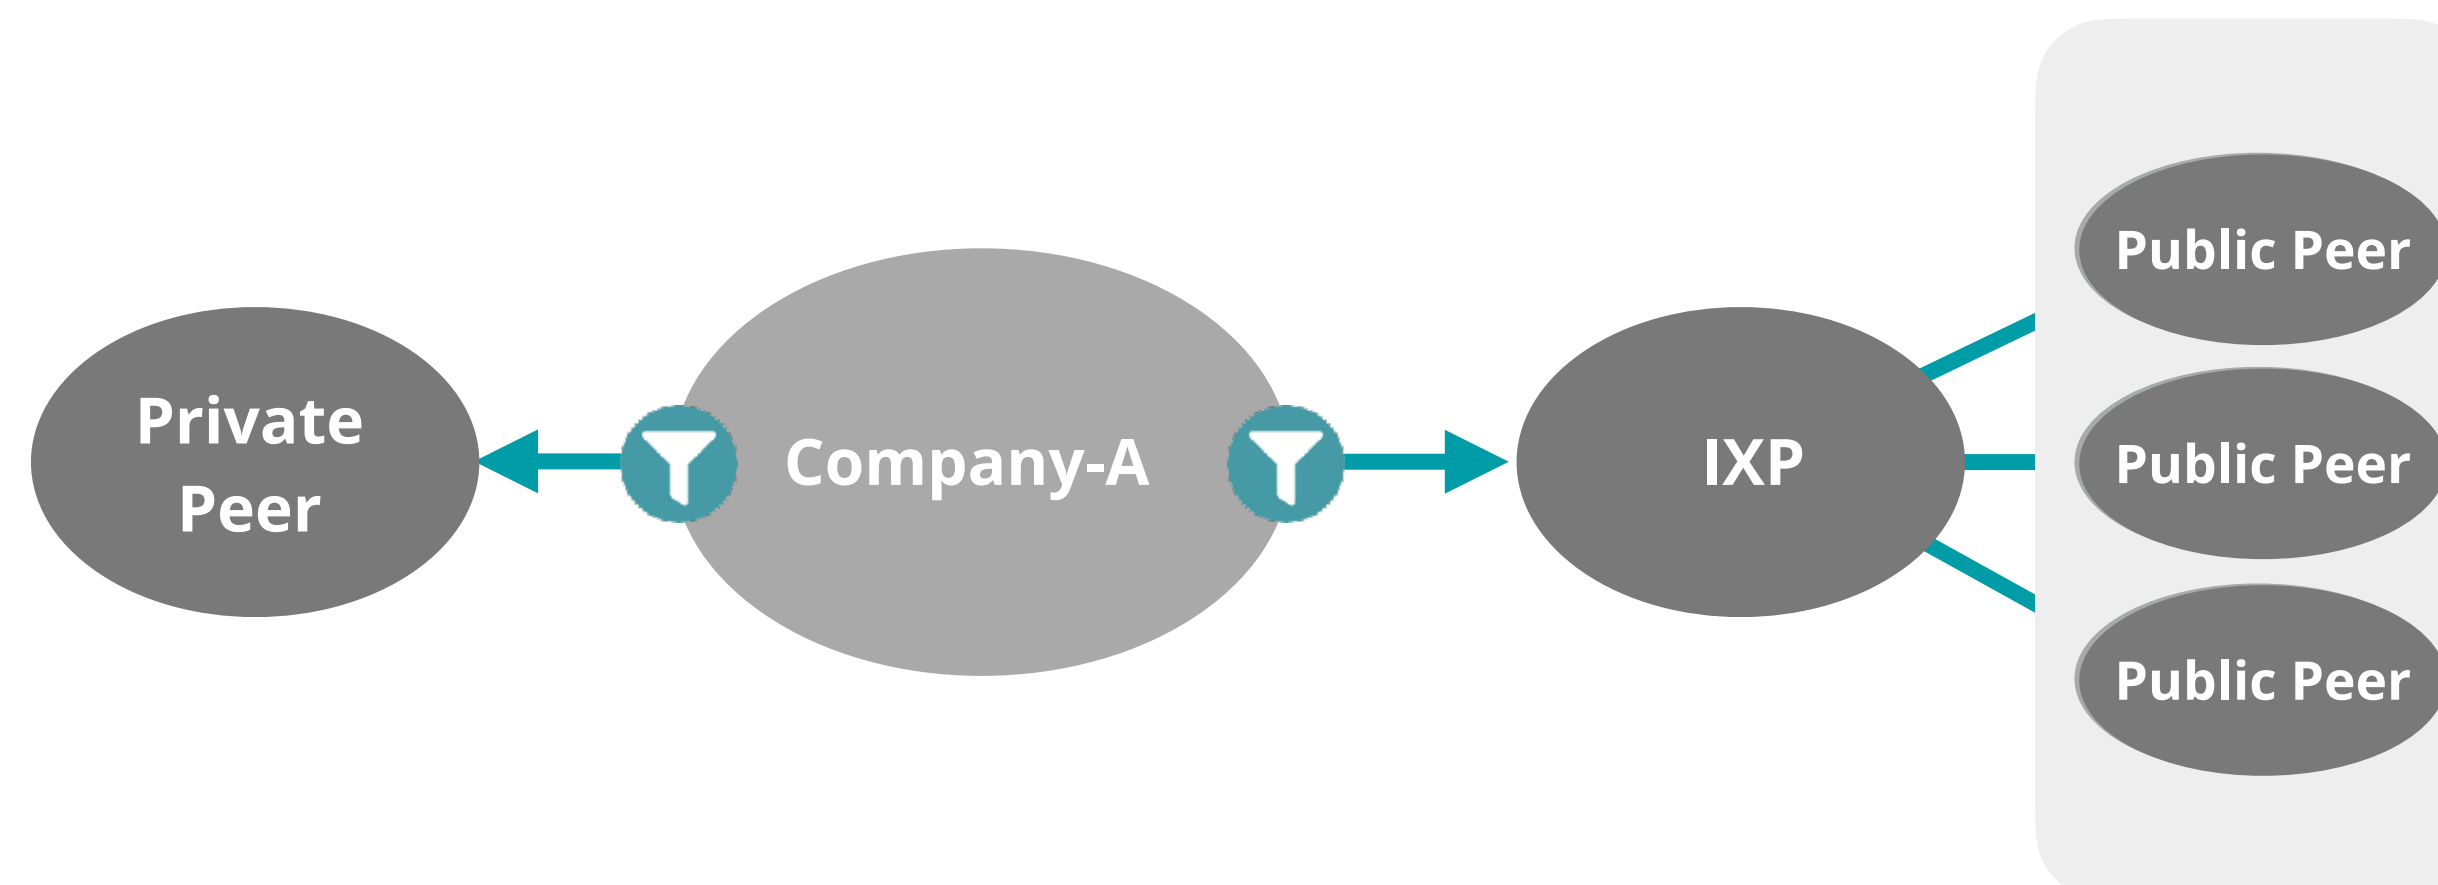 Private
Peer
Company-A
IXP
Public Peer
Public Peer
Public Peer